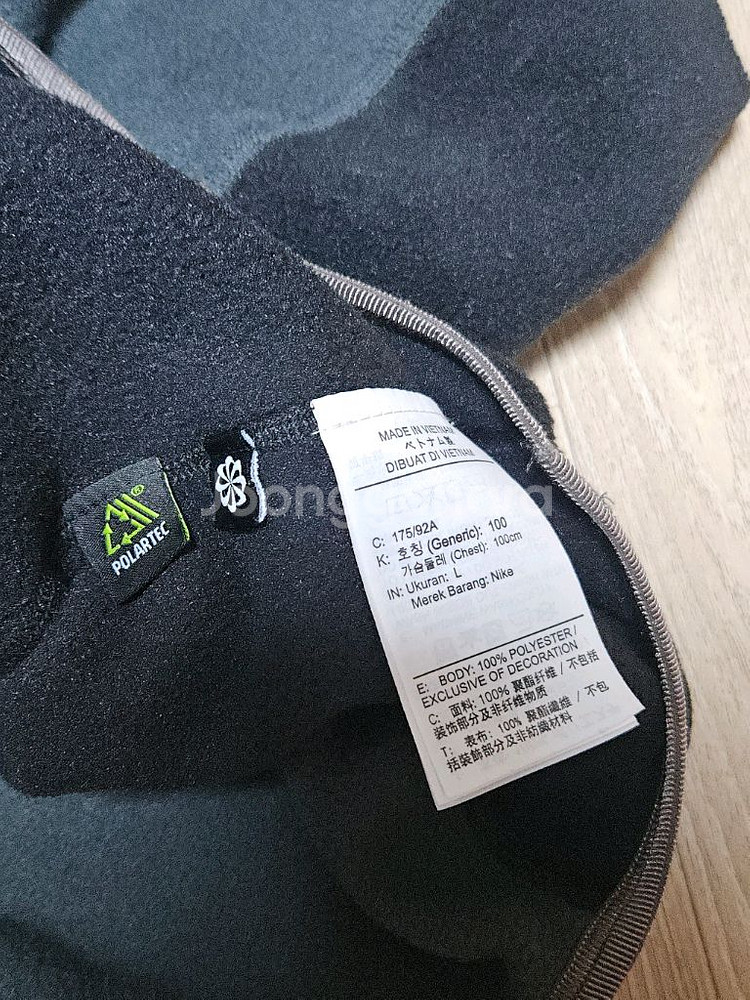 MADE IN VIETNAM
ベトナム製
DIBUAT DI VIETNAM
C: 175/92A
K: 호칭 (Generic): 100
가슴둘레 (Chest): 100cm
IN: Ukuran: L
Merek Barang: Nike
POLARTEC
E: BODY: 100% POLYESTER /
EXCLUSIVE OF DECORATION
C: 面料: 100% 聚酯纤维 / 不包括
装饰部分及非纤维物质
T: 表布: 100% 聚酯纖維 / 不包
括裝飾部分及非紡織材料